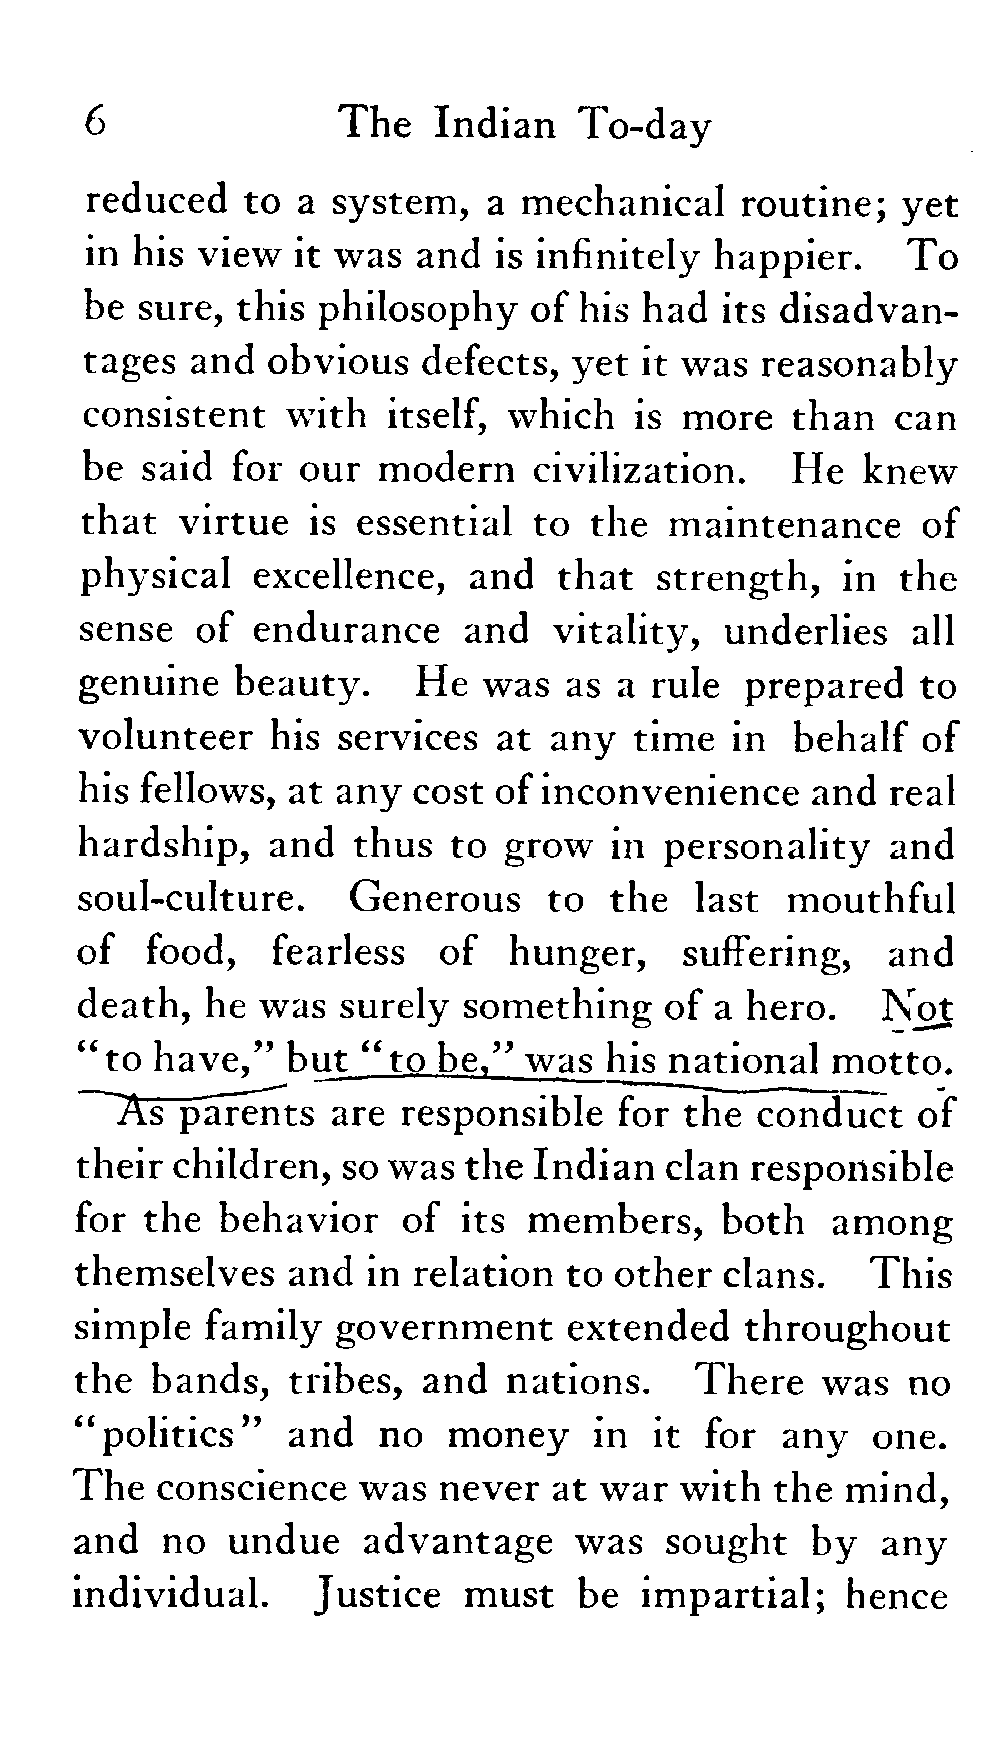 6 The Indian To-day
reduced to a system, a mechanical routine; yet
in his view it was and is infinitely happier. To
be sure, this philosophy of his had its disadvan-
tages and obvious defects, yet it was reasonably
consistent with itself, which is more than can
be said for our modern civilization. He knew
that virtue is essential to the maintenance of
physical excellence, and that strength, in the
sense of endurance and vitality, underlies all
genuine beauty. He was as a rule prepared to
volunteer his services at any time in behalf of
his fellows, at any cost of inconvenience and real
hardship, and thus to grow in personality and
soul-culture. Generous to the last mouthful
of food, fearless of hunger, suffering, and
death, he was surely something of a hero. Not
“to have,” but “to be,” was his national motto.
As parents are responsible for the conduct of
their children, so was the Indian clan responsible
for the behavior of its members, both among
themselves and in relation to other clans. This
simple family government extended throughout
the bands, tribes, and nations. There was no
“politics” and no money in it for any one.
The conscience was never at war with the mind,
and no undue advantage was sought by any
individual. Justice must be impartial; hence